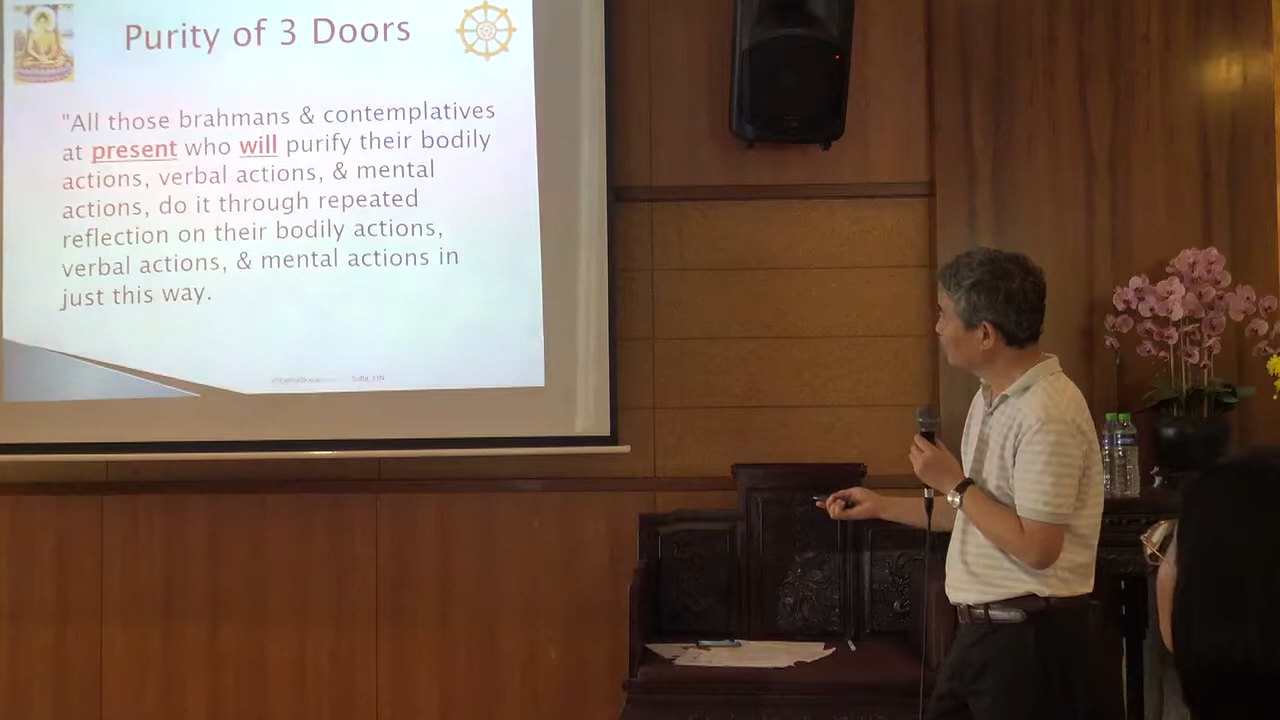 Purity of 3 Doors
"All those brahmans & contemplatives
at present who will purify their bodily
actions, verbal actions, & mental
actions, do it through repeated
reflection on their bodily actions,
verbal actions, & mental actions in
just this way.